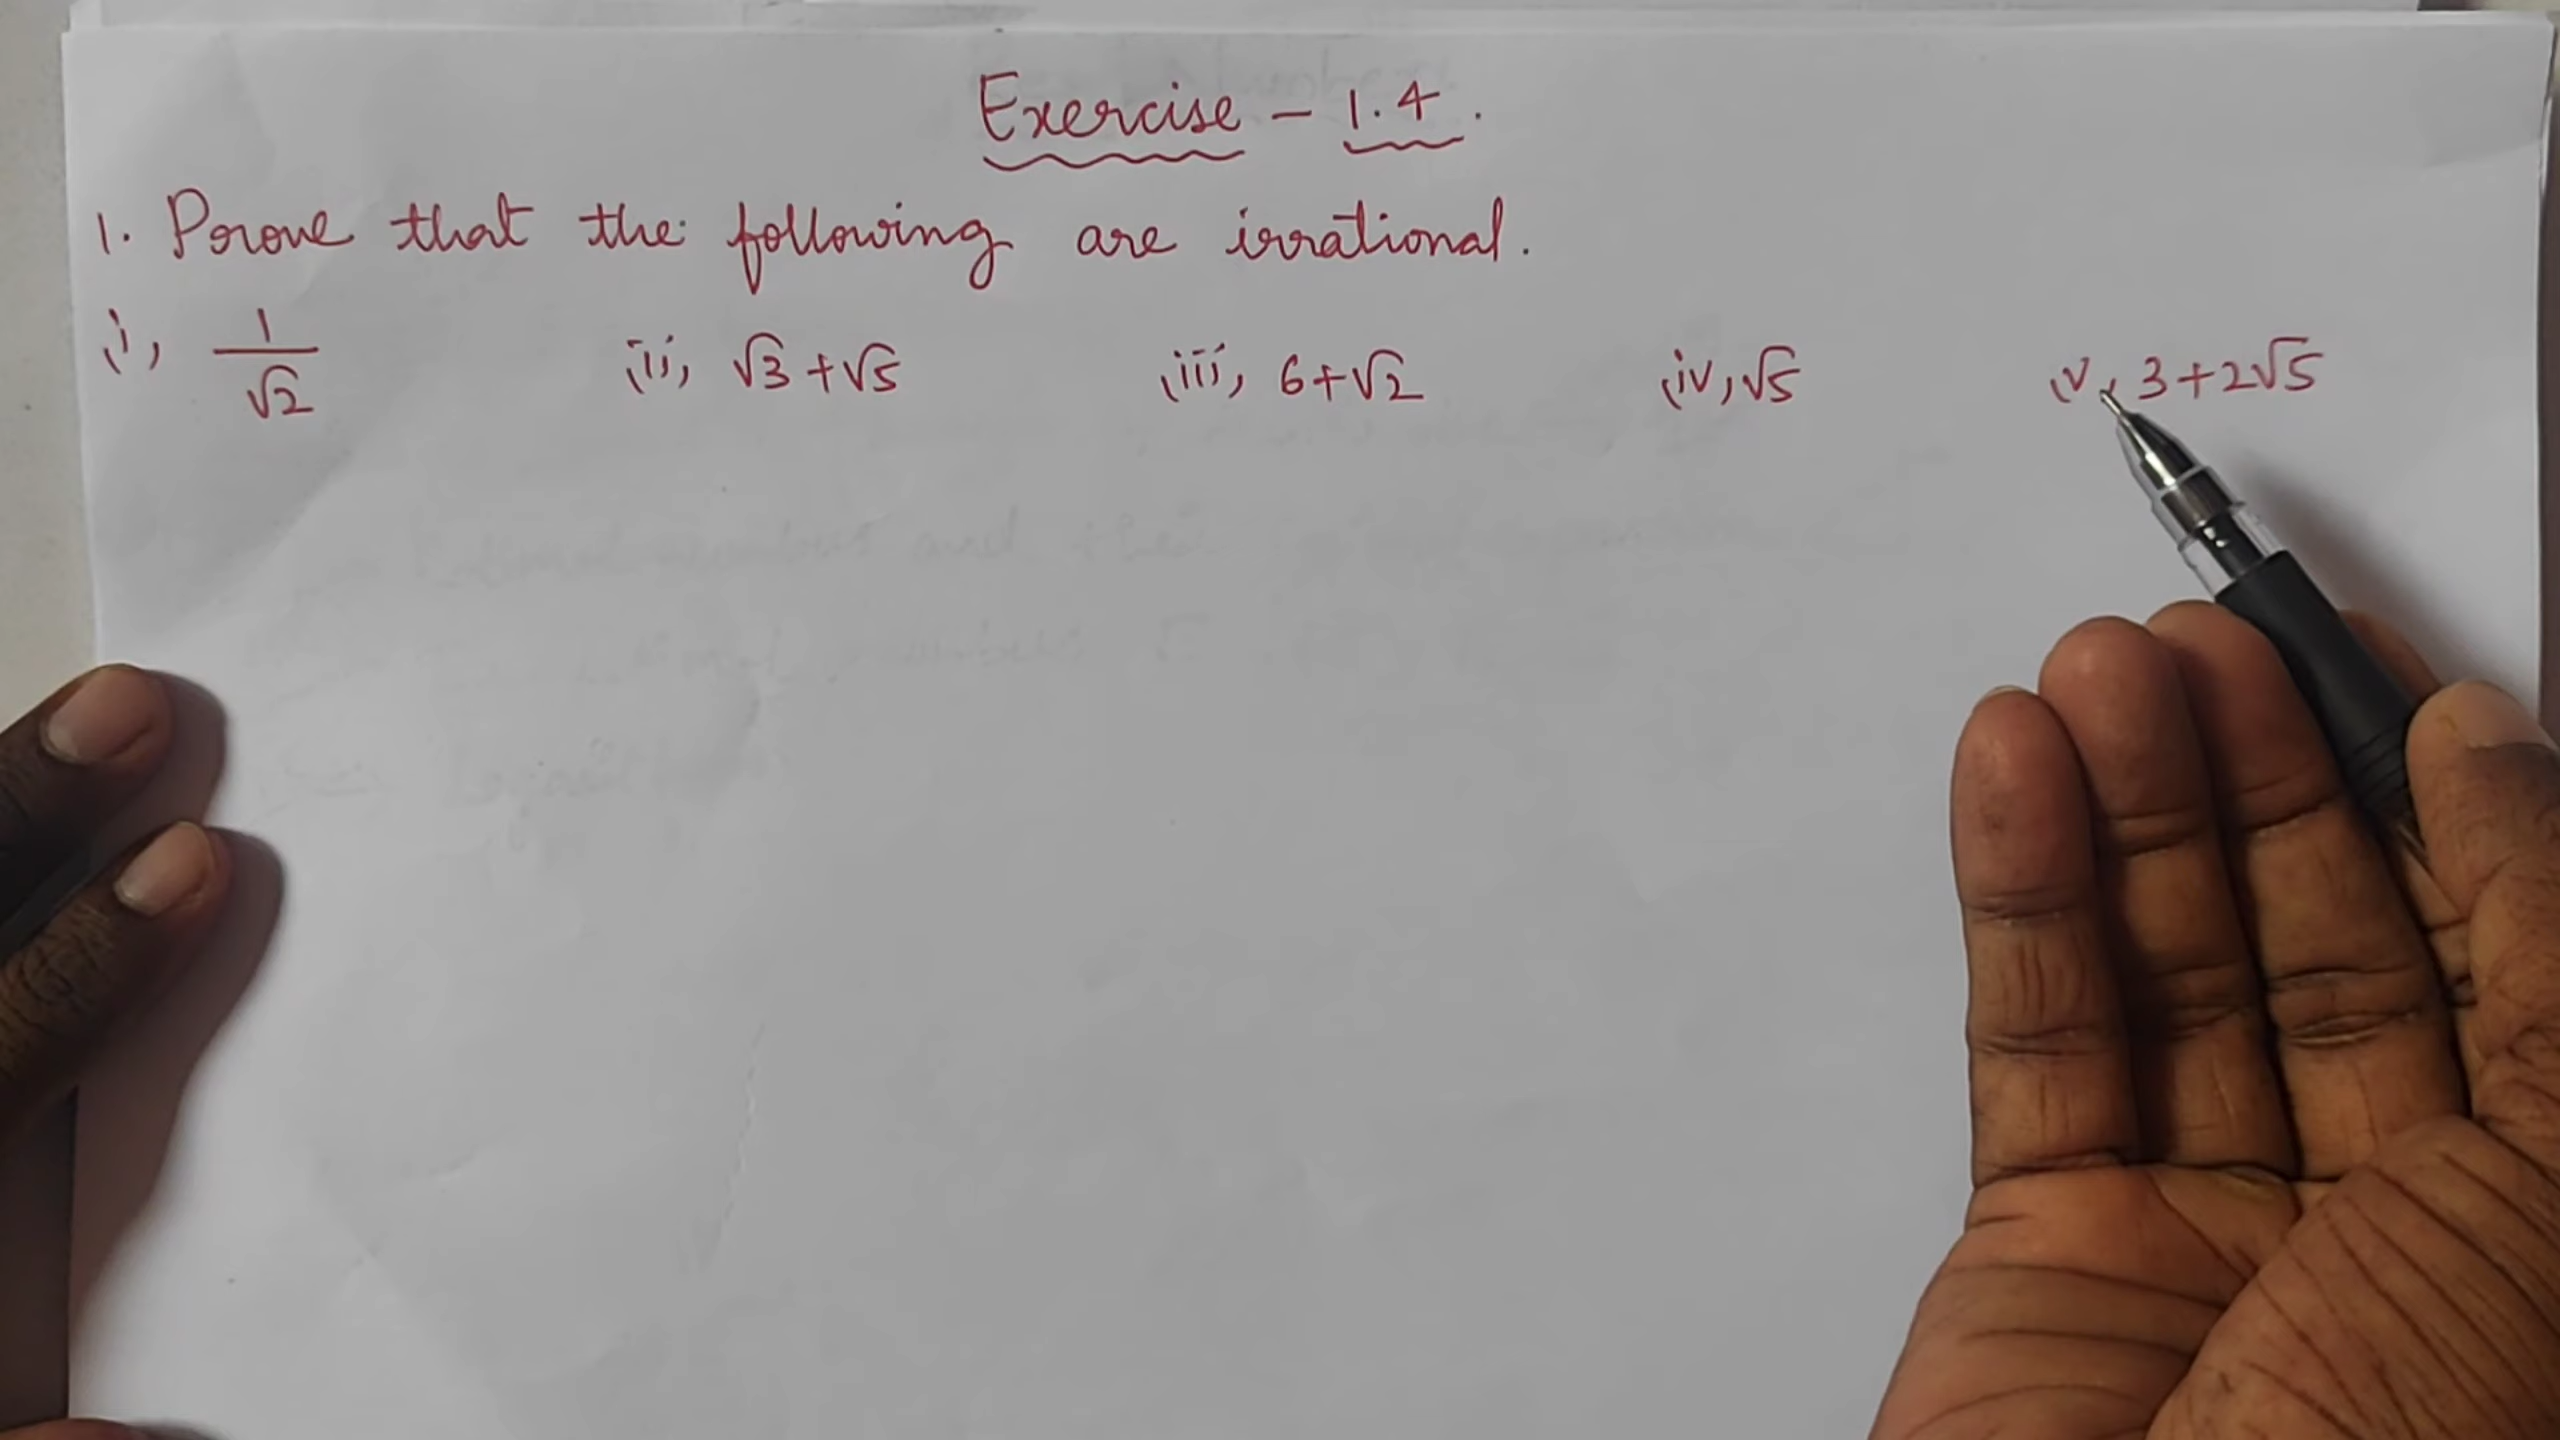 Exercise - 1.4.
1. Prove that the following are irrational.
(i) 1/√2 (ii) √3+√5 (iii) 6+√2 (iv) √5 (v) 3+2√5